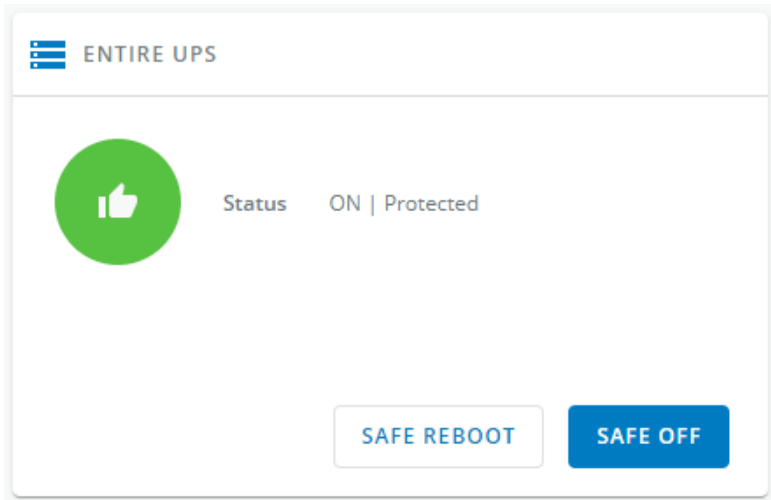 ENTIRE UPS
Status ON | Protected
SAFE REBOOT SAFE OFF